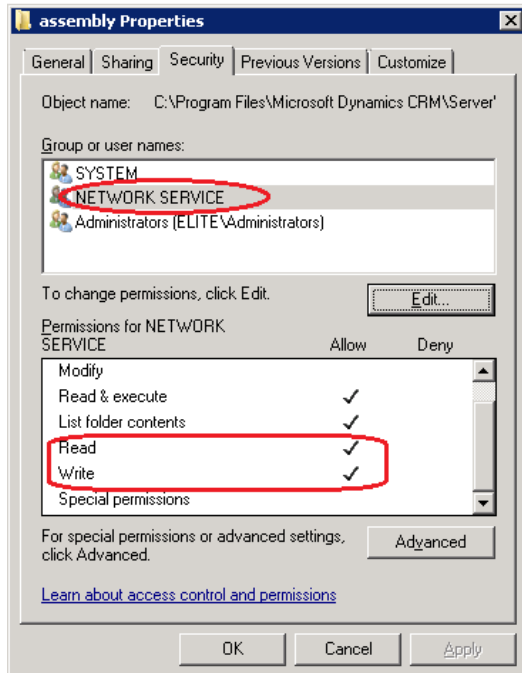 assembly Properties
General Sharing Security Previous Versions Customize
Object name: C:\Program Files\Microsoft Dynamics CRM\Server'
Group or user names:
SYSTEM
NETWORK SERVICE
Administrators (ELITE\Administrators)
To change permissions, click Edit.
Edit...
Permissions for NETWORK
SERVICE Allow Deny
Modify
Read & execute
List folder contents
Read
Write
Special permissions
For special permissions or advanced settings,
click Advanced.
Advanced
Learn about access control and permissions
OK Cancel Apply